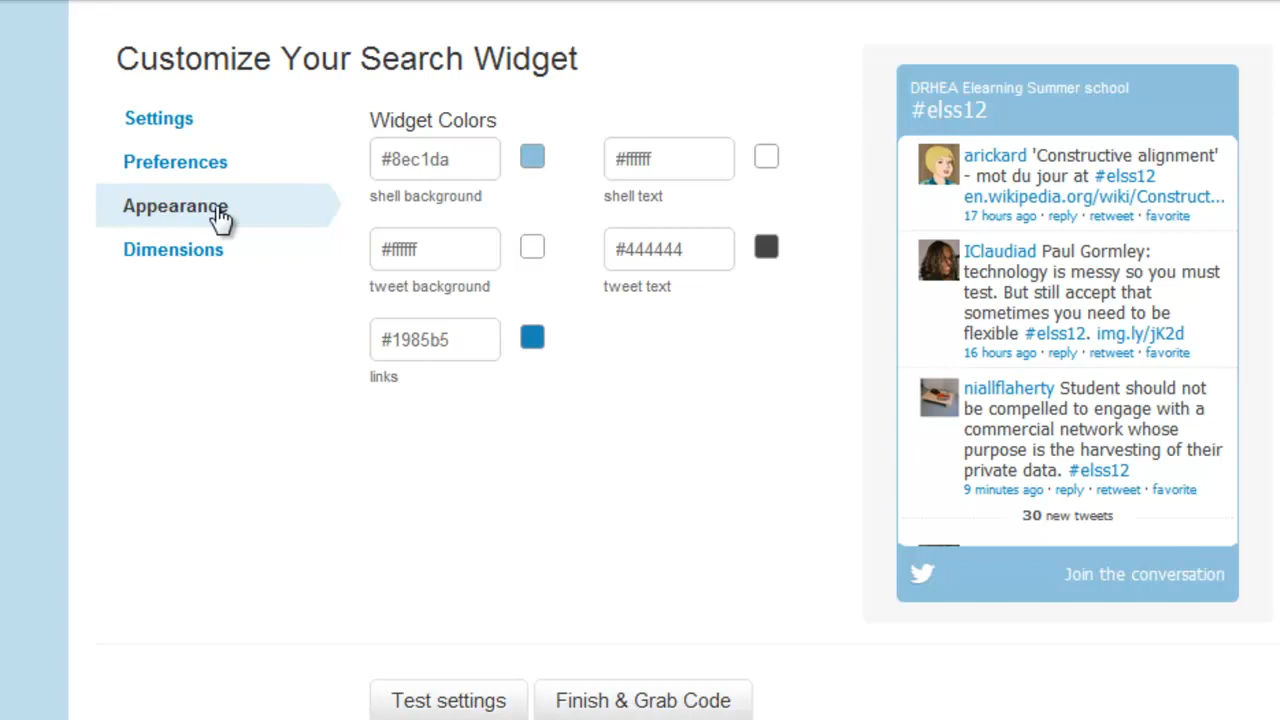 Customize Your Search Widget
Settings
Preferences
Appearance
Dimensions
Widget Colors
#8ec1da
#ffffff
shell background
shell text
#ffffff
#444444
tweet background
tweet text
#1985b5
links
DRHEA Elearning Summer school
#elss12
arickard 'Constructive alignment'
- mot du jour at #elss12
en.wikipedia.org/wiki/Construct...
17 hours ago · reply · retweet · favorite
IClaudiad Paul Gormley:
technology is messy so you must
test. But still accept that
sometimes you need to be
flexible #elss12. img.ly/jK2d
16 hours ago · reply · retweet · favorite
niallflaherty Student should not
be compelled to engage with a
commercial network whose
purpose is the harvesting of their
private data. #elss12
9 minutes ago · reply · retweet · favorite
30 new tweets
Join the conversation
Test settings
Finish & Grab Code